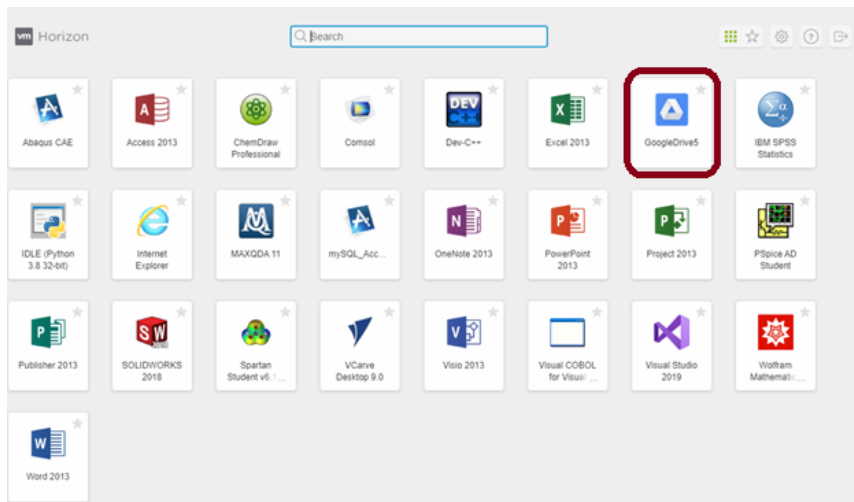 vm Horizon
Search
Abaqus CAE
Access 2013
ChemDraw
Professional
Comsol
DEV
C++
Dev-C++
Excel 2013
GoogleDrive5
IBM SPSS
Statistics
IDLE (Python
3.8 32-bit)
Internet
Explorer
MAXQDA 11
mySQL_Acc...
OneNote 2013
PowerPoint
2013
Project 2013
PSpice AD
Student
Publisher 2013
SOLIDWORKS
2018
Spartan
Student v6.1...
VCarve
Desktop 9.0
Visio 2013
Visual COBOL
for Visual ...
Visual Studio
2019
Wolfram
Mathematic...
Word 2013